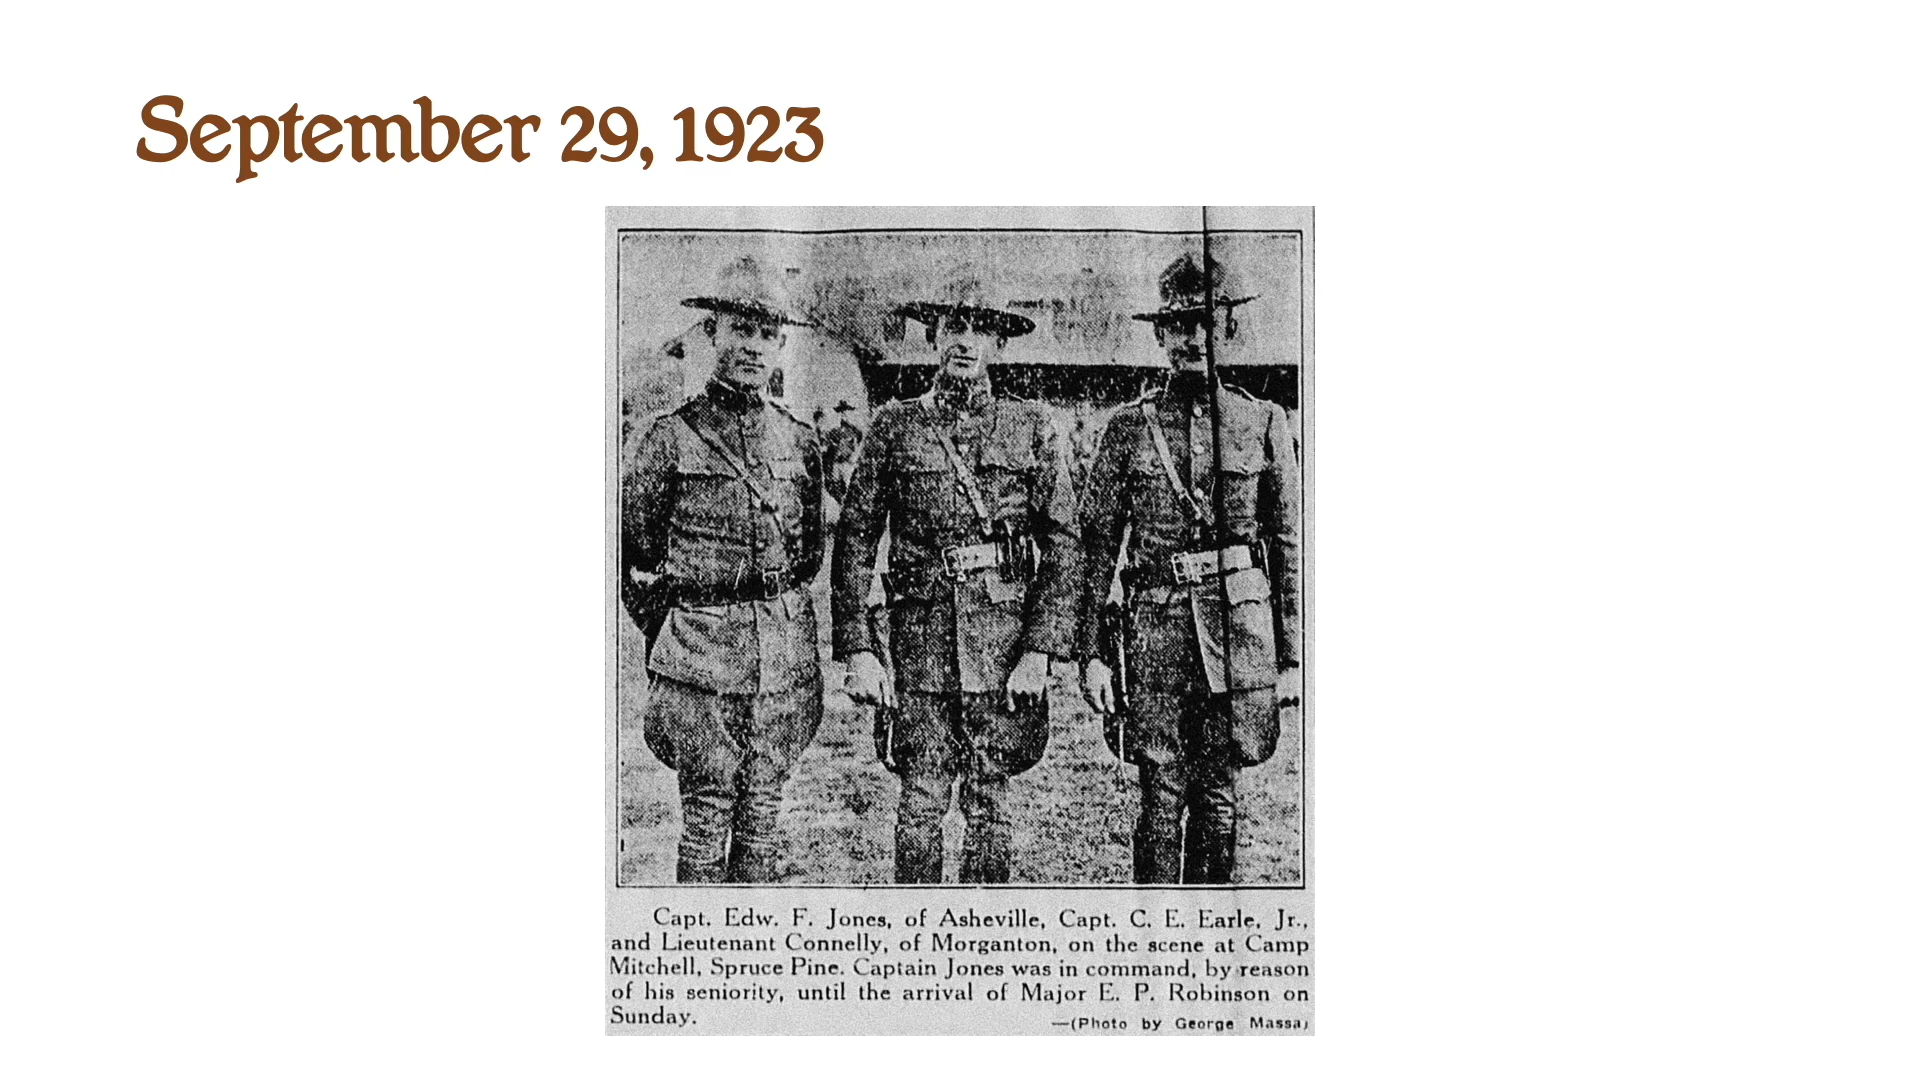 September 29, 1923
Capt. Edw. F. Jones, of Asheville, Capt. C. E. Earle, Jr.,
and Lieutenant Connelly, of Morganton, on the scene at Camp
Mitchell, Spruce Pine. Captain Jones was in command, by reason
of his seniority, until the arrival of Major E. P. Robinson on
Sunday.
—(Photo by George Massa)